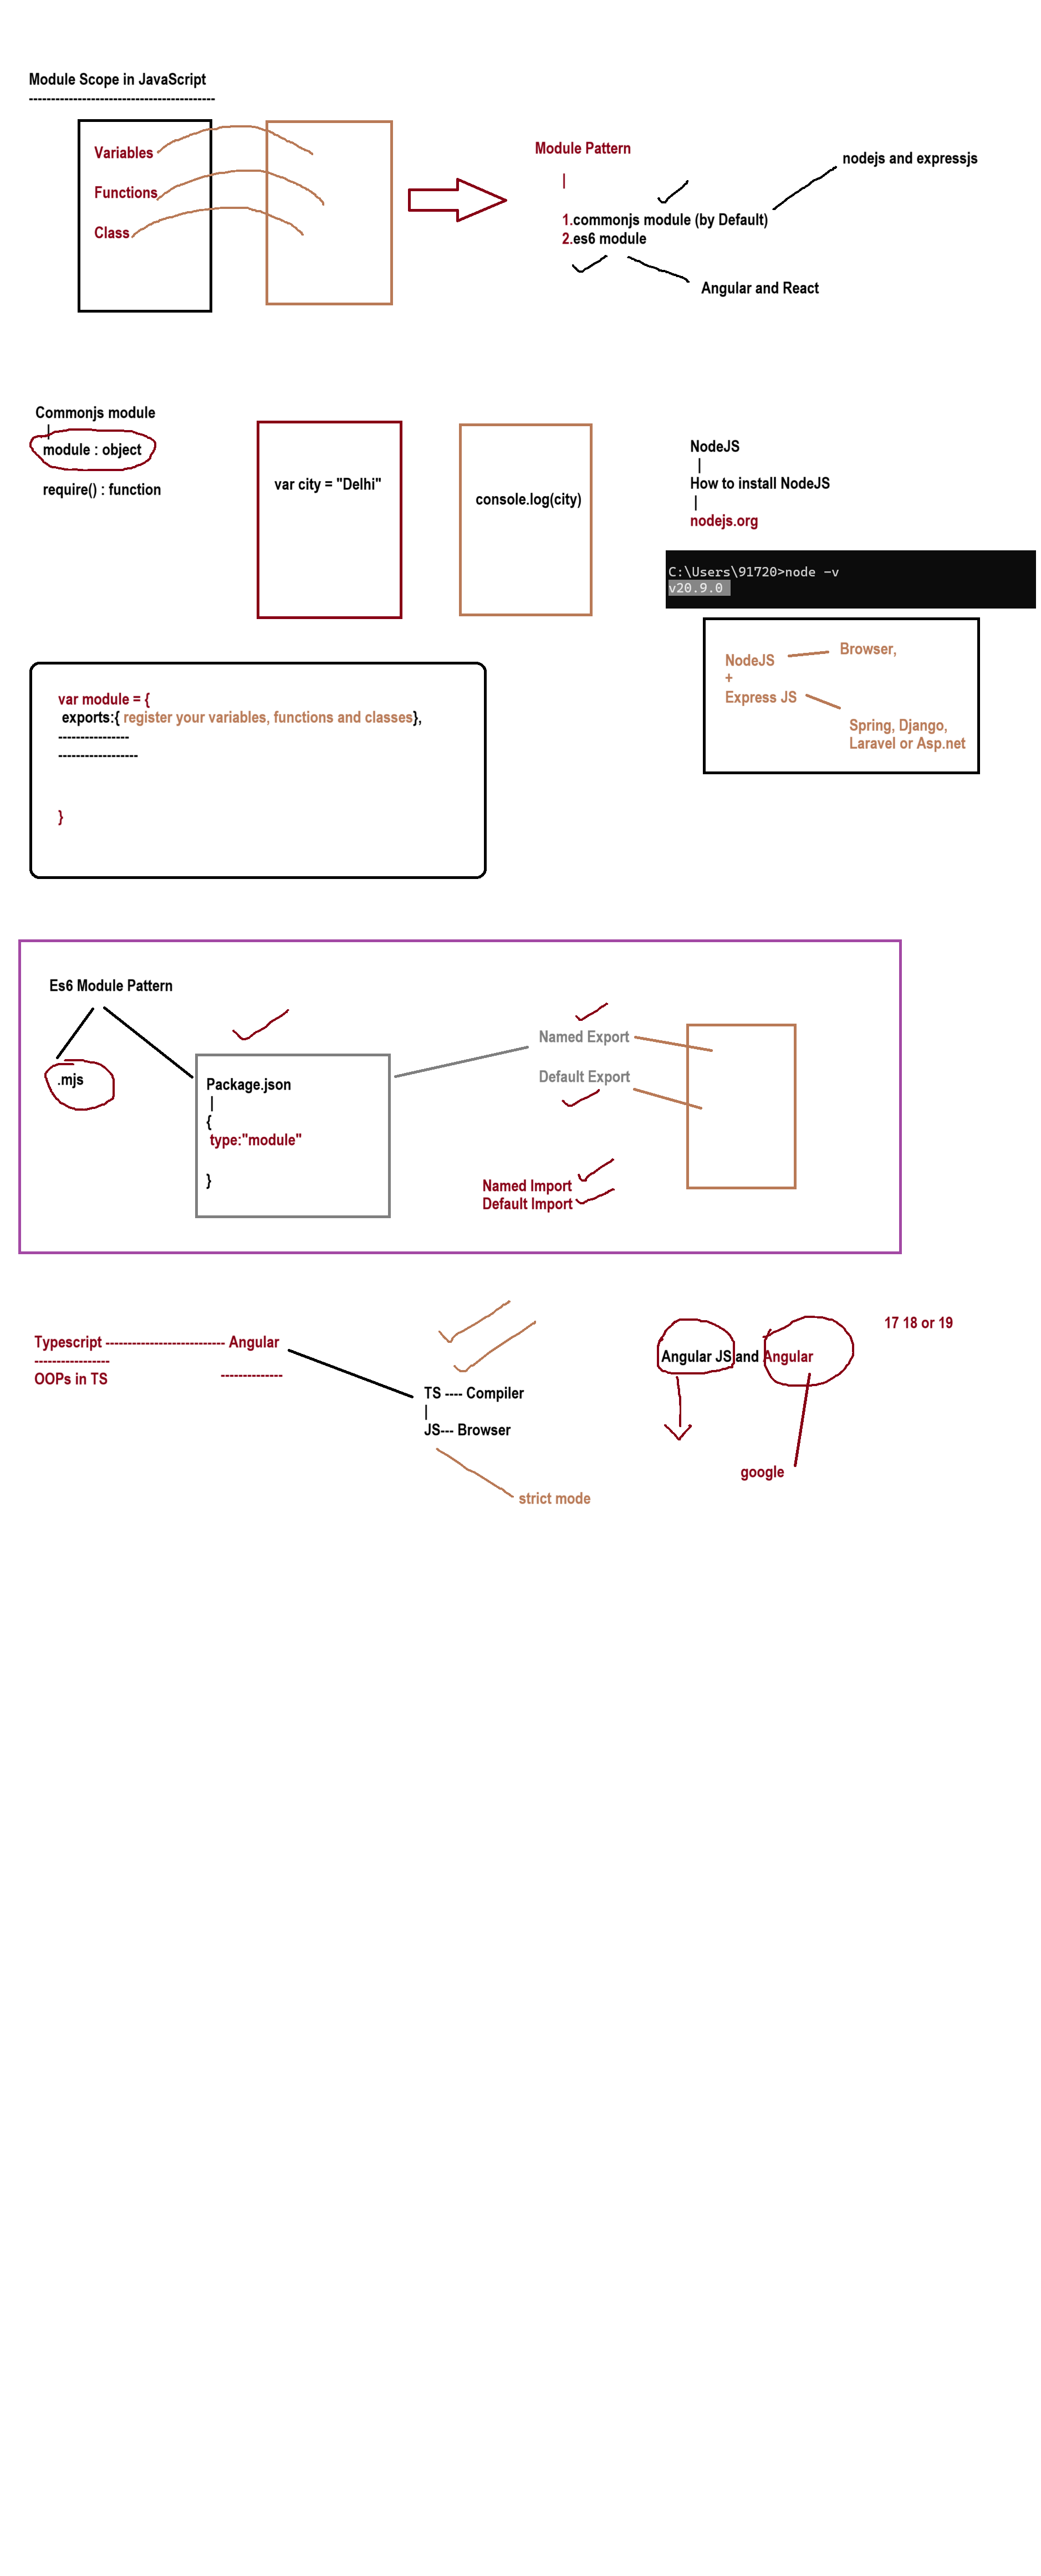 Module Scope in JavaScript
------------------------------------------
Variables
Functions
Class
Module Pattern
|
1.commonjs module (by Default)
2.es6 module
nodejs and expressjs
Angular and React
Commonjs module
|
module : object
require() : function
var city = "Delhi"
console.log(city)
NodeJS
|
How to install NodeJS
|
nodejs.org
C:\Users\91720>node -v
v20.9.0
NodeJS
+
Express JS
Browser,
Spring, Django,
Laravel or Asp.net
var module = {
exports:{ register your variables, functions and classes},
----------------
------------------
}
Es6 Module Pattern
.mjs
Package.json
|
{
type:"module"
}
Named Export
Default Export
Named Import
Default Import
Typescript --------------------------- Angular
-----------------
OOPs in TS
--------------
TS ---- Compiler
|
JS--- Browser
strict mode
Angular JS and Angular
17 18 or 19
google